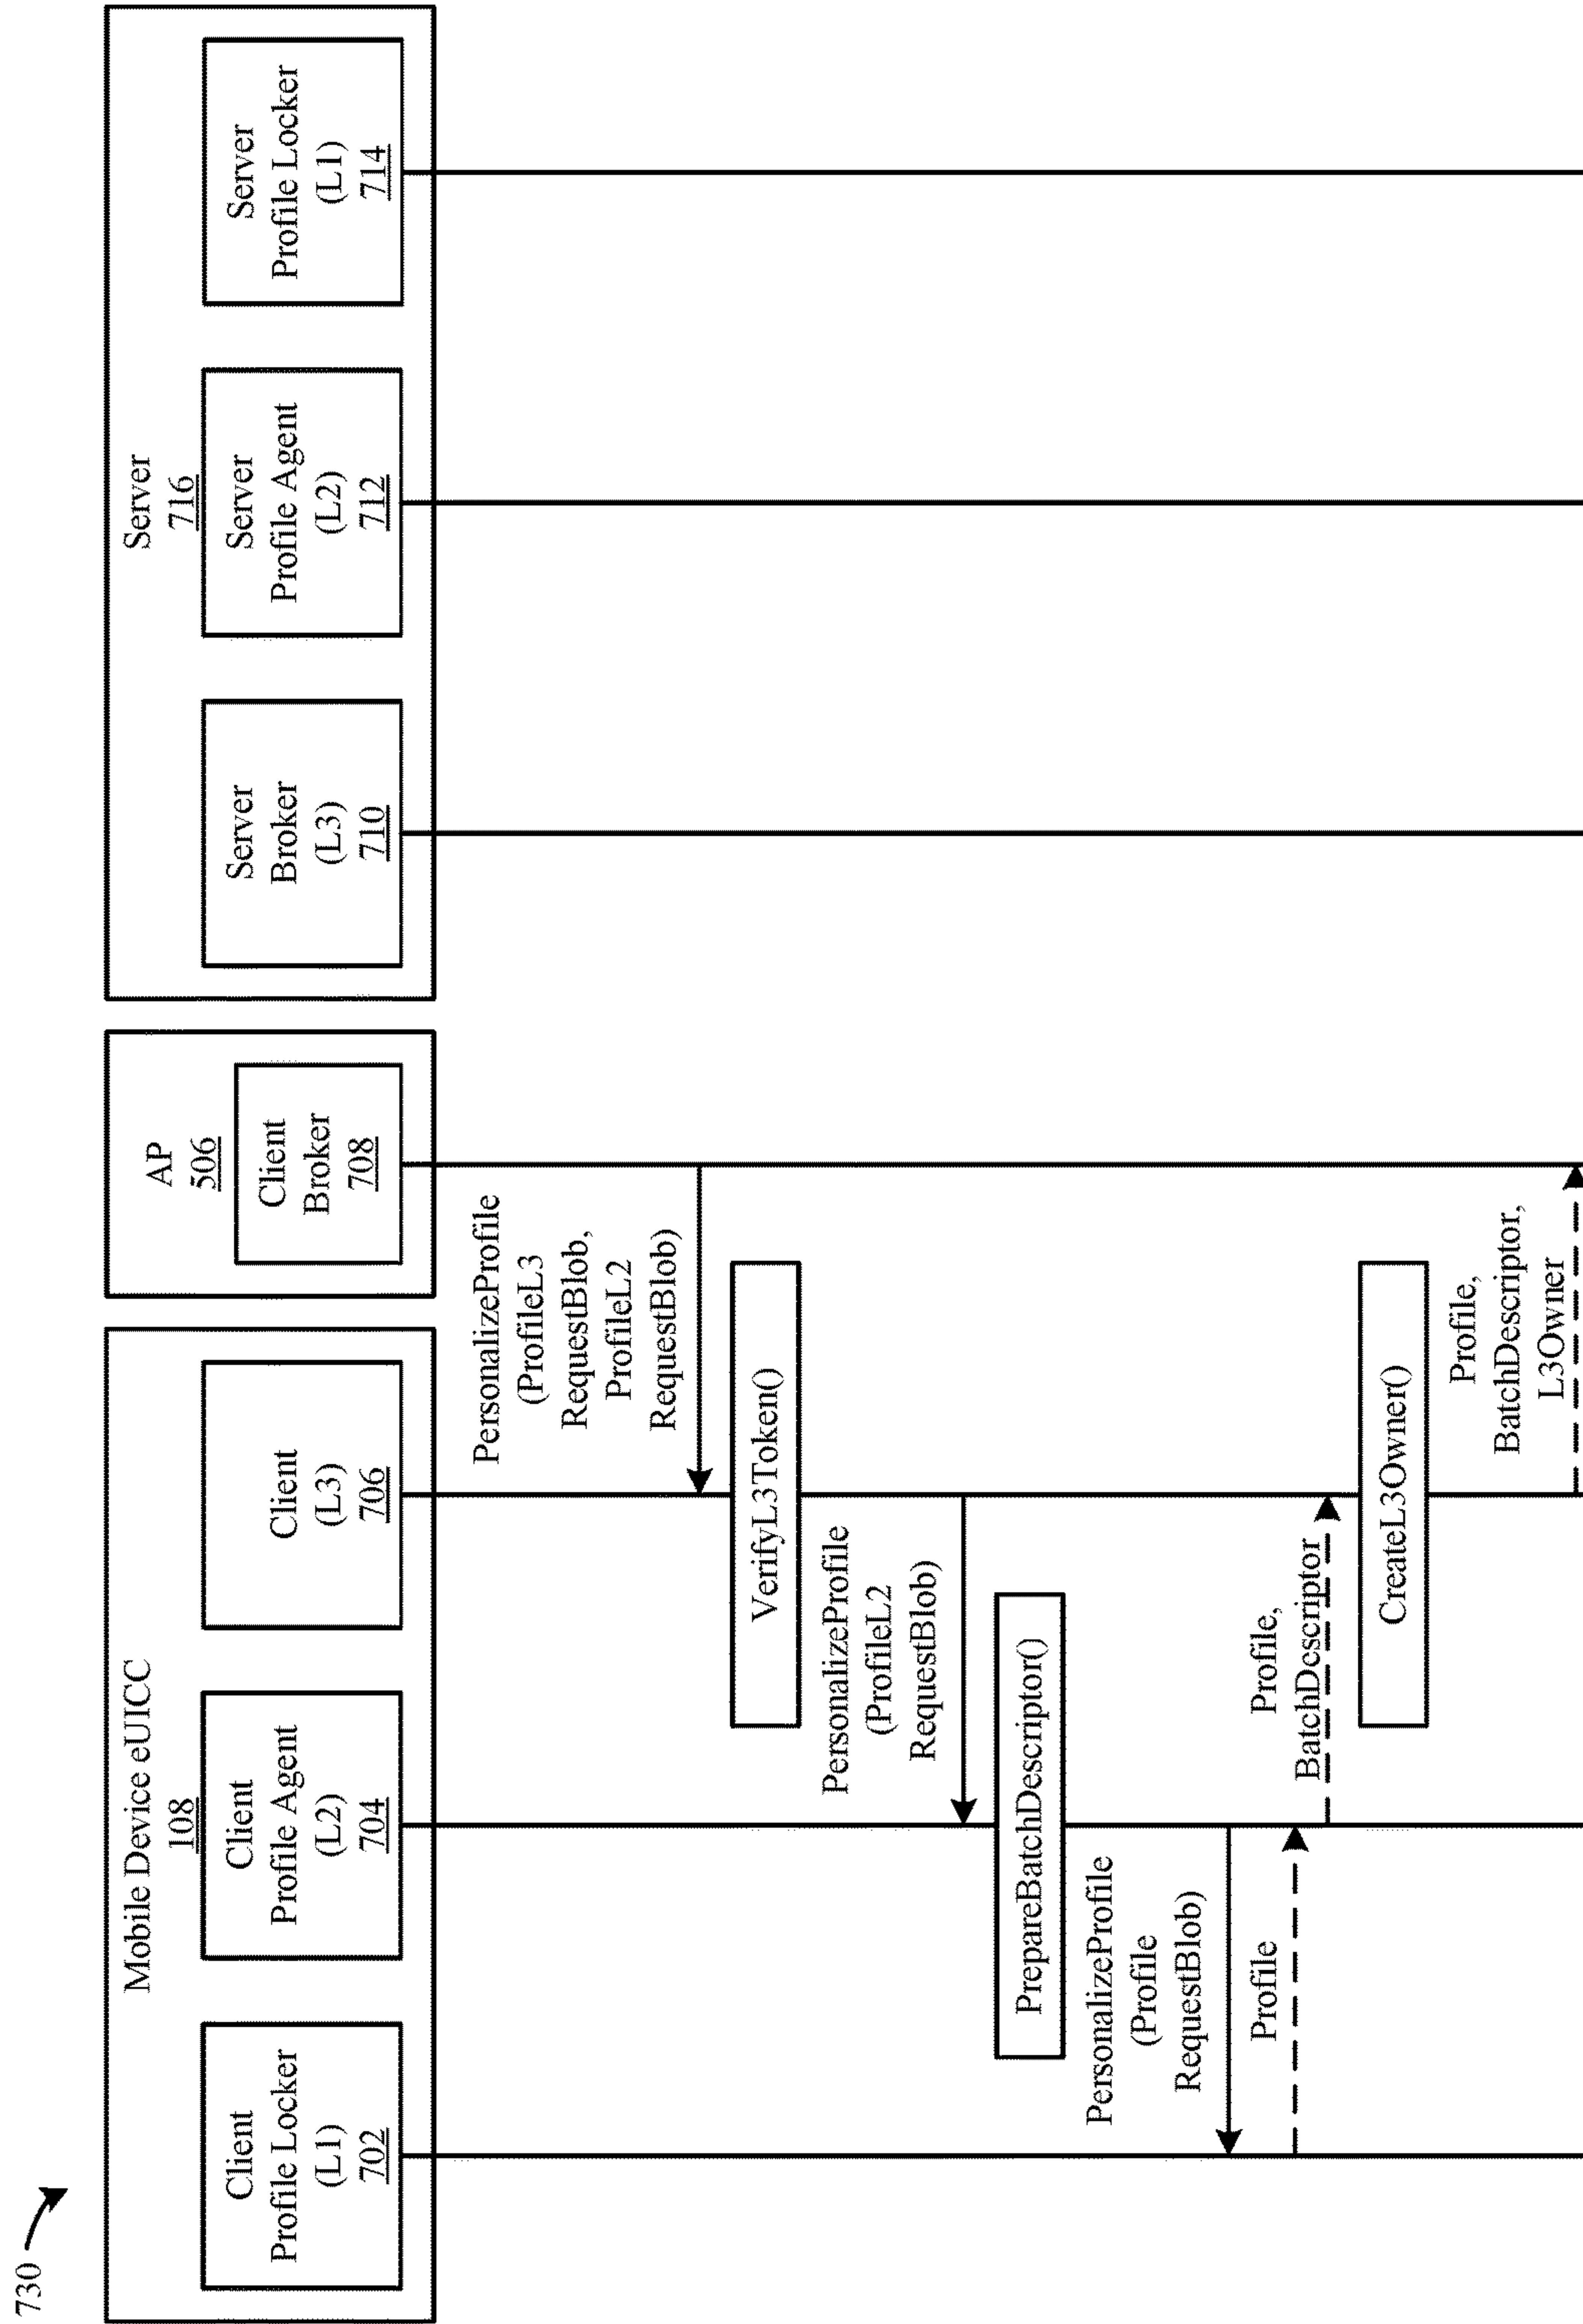 730
Mobile Device eUICC
108
Client
Profile Locker
(L1)
702
Client
Profile Agent
(L2)
704
Client
(L3)
706
AP
506
Client
Broker
708
Server
716
Server
Broker
(L3)
710
Server
Profile Agent
(L2)
712
Server
Profile Locker
(L1)
714
PersonalizeProfile
(ProfileL3
RequestBlob,
ProfileL2
RequestBlob)
VerifyL3Token()
PersonalizeProfile
(ProfileL2
RequestBlob)
PrepareBatchDescriptor()
PersonalizeProfile
(Profile
RequestBlob)
Profile
Profile,
BatchDescriptor
CreateL3Owner()
Profile,
BatchDescriptor,
L3Owner